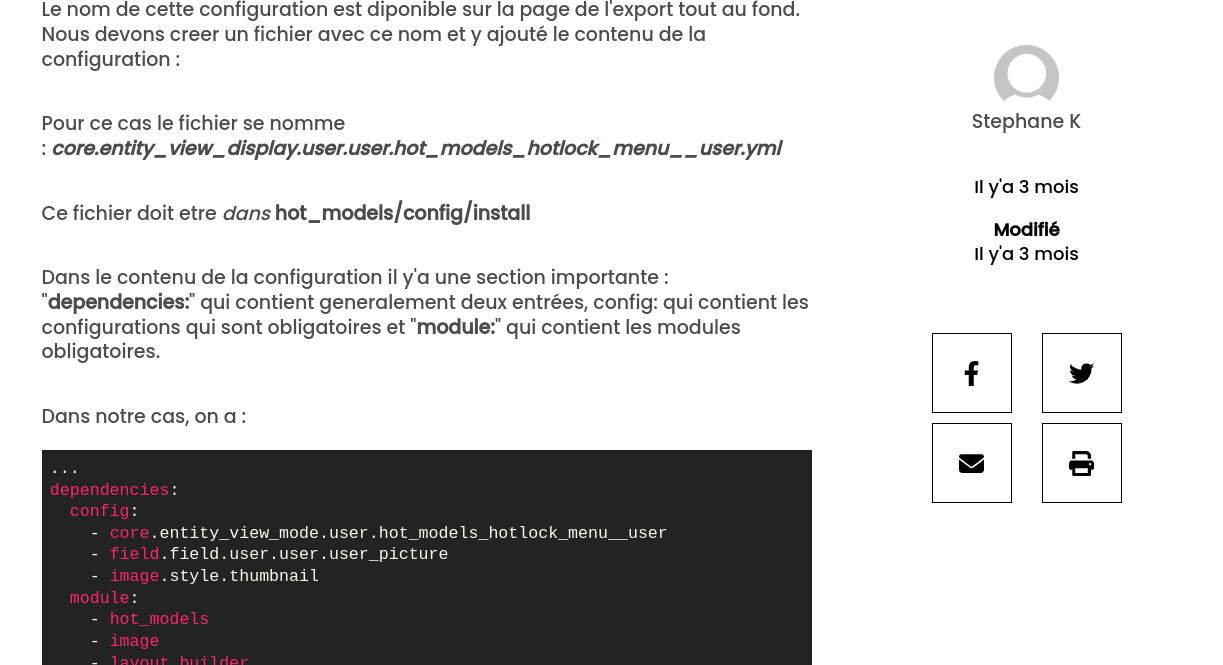 Le nom de cette configuration est diponible sur la page de l'export tout au fond.
Nous devons creer un fichier avec ce nom et y ajouté le contenu de la
configuration :
Pour ce cas le fichier se nomme
: core.entity_view_display.user.user.hot_models_hotlock_menu__user.yml
Ce fichier doit etre dans hot_models/config/install
Dans le contenu de la configuration il y'a une section importante :
"dependencies:" qui contient generalement deux entrées, config: qui contient les
configurations qui sont obligatoires et "module:" qui contient les modules
obligatoires.
Dans notre cas, on a :
...
dependencies:
  config:
    - core.entity_view_mode.user.hot_models_hotlock_menu__user
    - field.field.user.user.user_picture
    - image.style.thumbnail
  module:
    - hot_models
    - image
    - layout_builder
Stephane K
Il y'a 3 mois
Modifié
Il y'a 3 mois